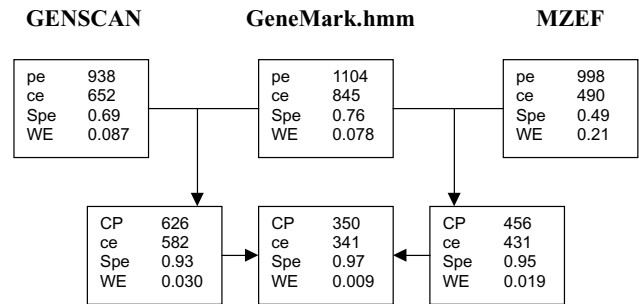 GENSCAN GeneMark.hmm MZEF
pe 938
ce 652
Spe 0.69
WE 0.087
pe 1104
ce 845
Spe 0.76
WE 0.078
pe 998
ce 490
Spe 0.49
WE 0.21
CP 626
ce 582
Spe 0.93
WE 0.030
CP 350
ce 341
Spe 0.97
WE 0.009
CP 456
ce 431
Spe 0.95
WE 0.019